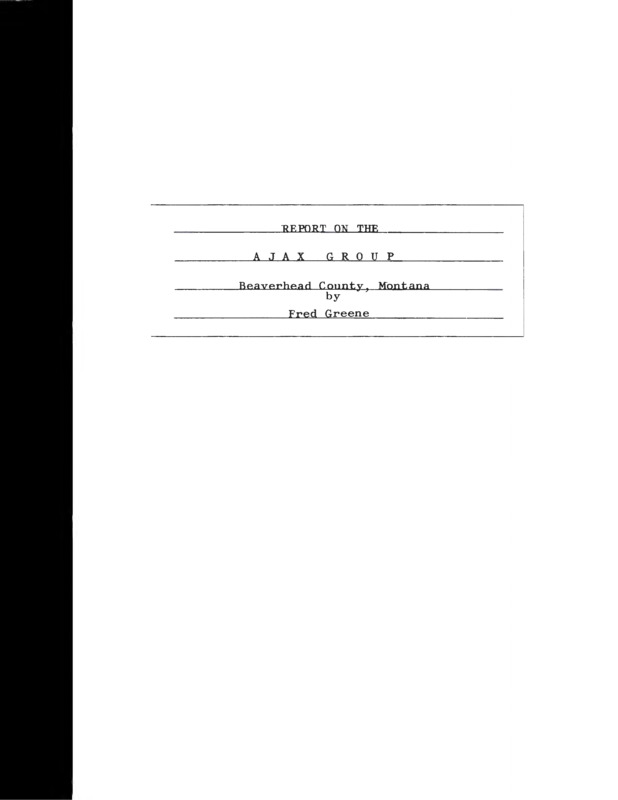 REPORT ON THE
A J A X G R O U P
Beaverhead County, Montana
by
Fred Greene